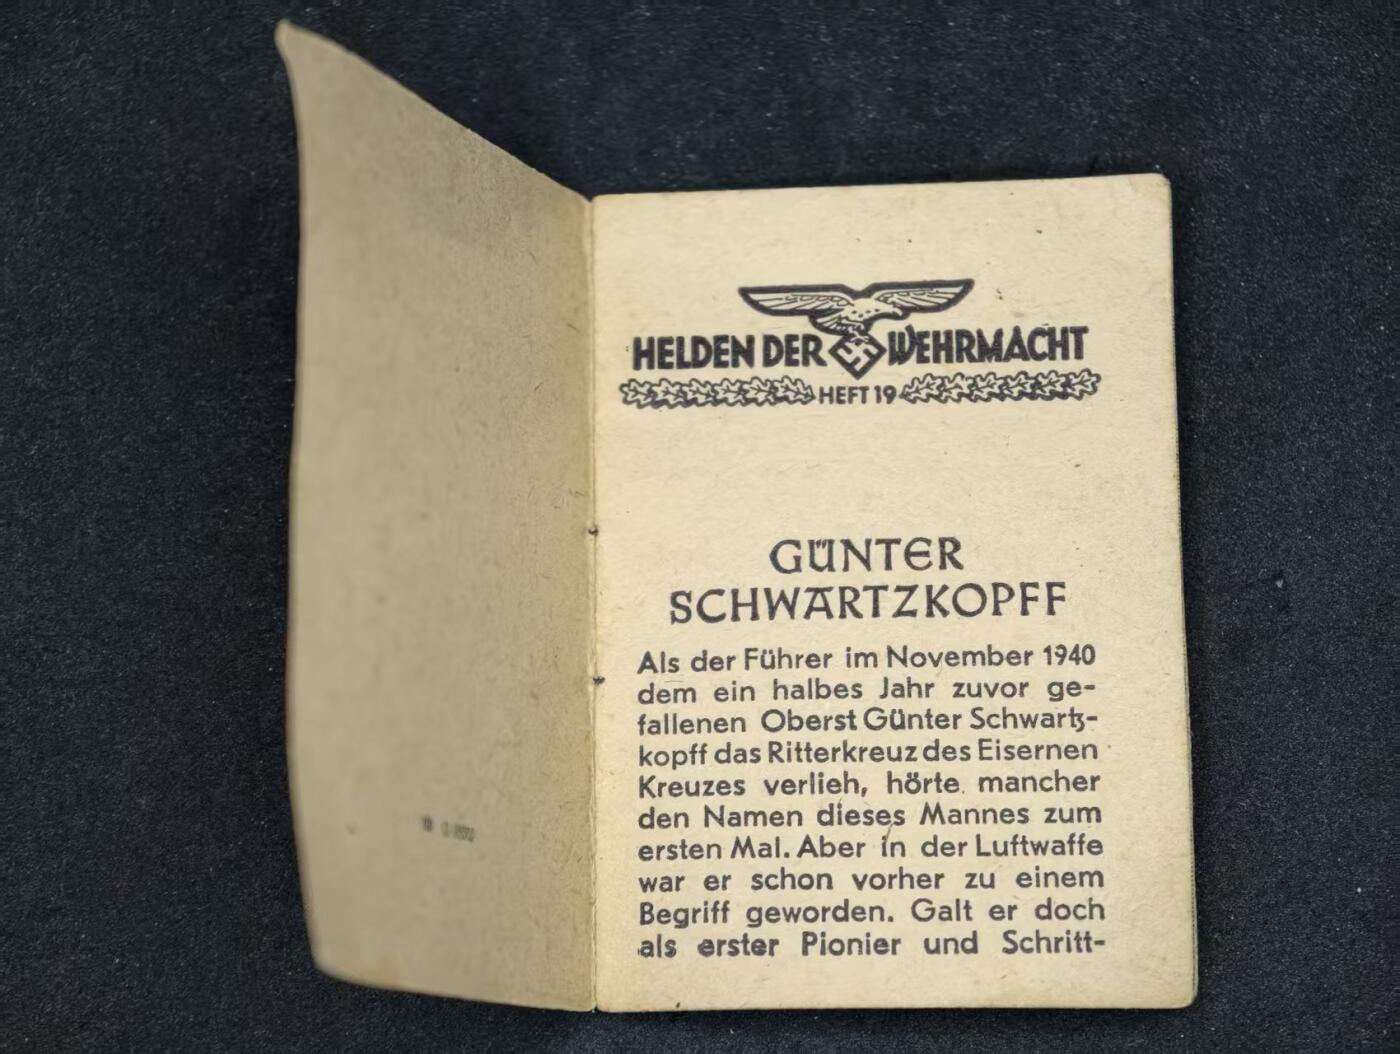 HELDEN DER WEHRMACHT
HEFT 19
GÜNTER
SCHWARTZKOPFF
Als der Führer im November 1940
dem ein halbes Jahr zuvor ge-
fallenen Oberst Günter Schwartz-
kopff das Ritterkreuz des Eisernen
Kreuzes verlieh, hörte mancher
den Namen dieses Mannes zum
ersten Mal. Aber in der Luftwaffe
war er schon vorher zu einem
Begriff geworden. Galt er doch
als erster Pionier und Schritt-